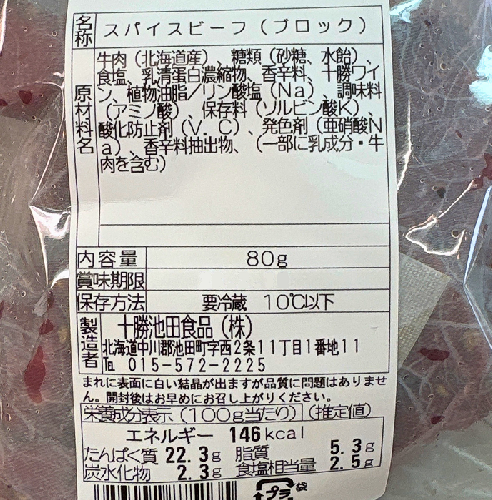 名称 スパイスビーフ(ブロック)
原材料名 牛肉(北海道産)、糖類(砂糖、水飴)、
食塩、乳清蛋白濃縮物、香辛料、十勝ワイ
ン、植物油脂/リン酸塩(Na)、調味料
(アミノ酸)、保存料(ソルビン酸K)、
酸化防止剤(V.C)、発色剤(亜硝酸N
a)、香辛料抽出物、(一部に乳成分・牛
肉を含む)
内容量 80g
賞味期限
保存方法 要冷蔵 10℃以下
製造者 十勝池田食品(株)
北海道中川郡池田町字西2条11丁目1番地11
℡ 015-572-2225
まれに表面に白い結晶が出ますが品質に問題はありませ
ん。開封後はお早めにお召し上がりください。
栄養成分表示(100g当たり)(推定値)
エネルギー 146kcal
たんぱく質 22.3g 脂質 5.3g
炭水化物 2.3g 食塩相当量 2.5g
プラ 袋